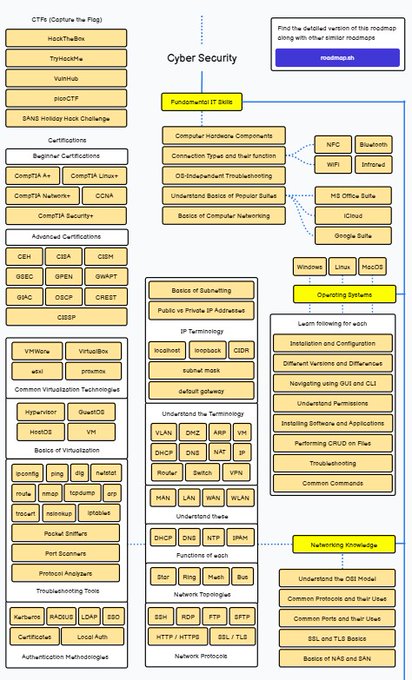 CTFs (Capture the Flag)
HackTheBox
TryHackMe
VulnHub
picoCTF
SANS Holiday Hack Challenge
Certifications
Beginner Certifications
CompTIA A+
CompTIA Linux+
CompTIA Network+
CCNA
CompTIA Security+
Advanced Certifications
CEH
CISA
CISM
GSEC
GPEN
GWAPT
GIAC
OSCP
CREST
CISSP
VMWare
VirtualBox
esxi
proxmox
Common Virtualization Technologies
Hypervisor
GuestOS
HostOS
VM
Basics of Virtualization
ipconfig
ping
dig
netstat
route
nmap
tcpdump
arp
tracert
nslookup
iptables
Packet Sniffers
Port Scanners
Protocol Analyzers
Troubleshooting Tools
Kerberos
RADIUS
LDAP
SSO
Certificates
Local Auth
Authentication Methodologies
Cyber Security
Find the detailed version of this roadmap
along with other similar roadmaps
roadmap.sh
Fundamental IT Skills
Computer Hardware Components
Connection Types and their function
OS-Independent Troubleshooting
Understand Basics of Popular Suites
Basics of Computer Networking
NFC
Bluetooth
WiFi
Infrared
MS Office Suite
iCloud
Google Suite
Windows
Linux
MacOS
Operating Systems
Learn following for each
Installation and Configuration
Different Versions and Differences
Navigating using GUI and CLI
Understand Permissions
Installing Software and Applications
Performing CRUD on Files
Troubleshooting
Common Commands
Basics of Subnetting
Public vs Private IP Addresses
IP Terminology
localhost
loopback
CIDR
subnet mask
default gateway
Understand the Terminology
VLAN
DMZ
ARP
VM
DHCP
DNS
NAT
IP
Router
Switch
VPN
MAN
LAN
WAN
WLAN
Understand these
DHCP
DNS
NTP
IPAM
Functions of each
Star
Ring
Mesh
Bus
Network Topologies
SSH
RDP
FTP
SFTP
HTTP / HTTPS
SSL / TLS
Network Protocols
Networking Knowledge
Understand the OSI Model
Common Protocols and their Uses
Common Ports and their Uses
SSL and TLS Basics
Basics of NAS and SAN